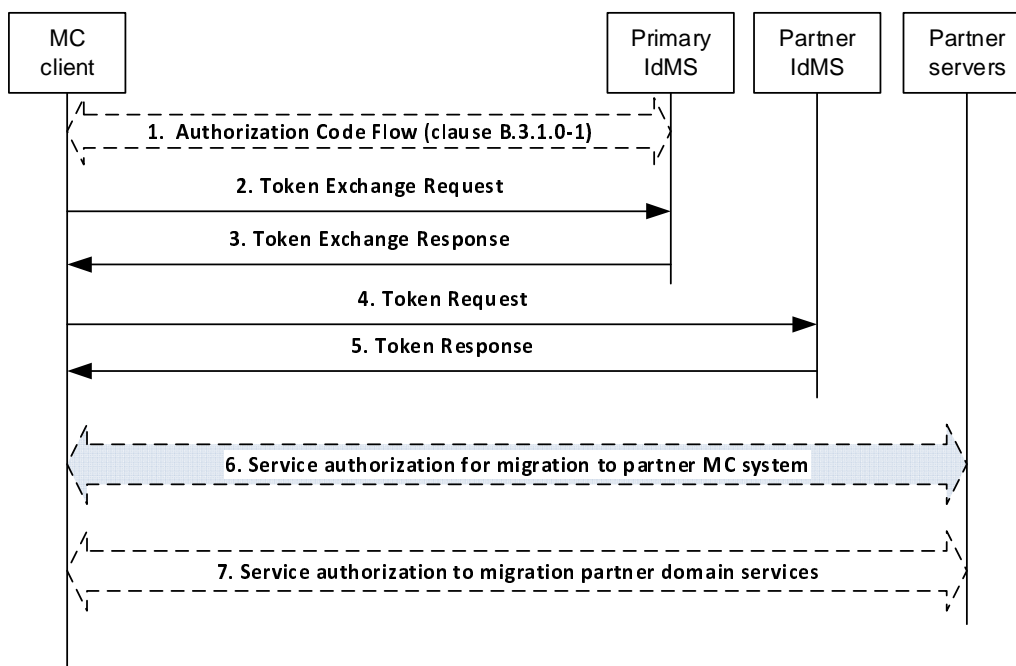 MC
client
Primary
IdMS
Partner
IdMS
Partner
servers
1. Authorization Code Flow (clause B.3.1.0-1)
2. Token Exchange Request
3. Token Exchange Response
4. Token Request
5. Token Response
6. Service authorization for migration to partner MC system
7. Service authorization to migration partner domain services